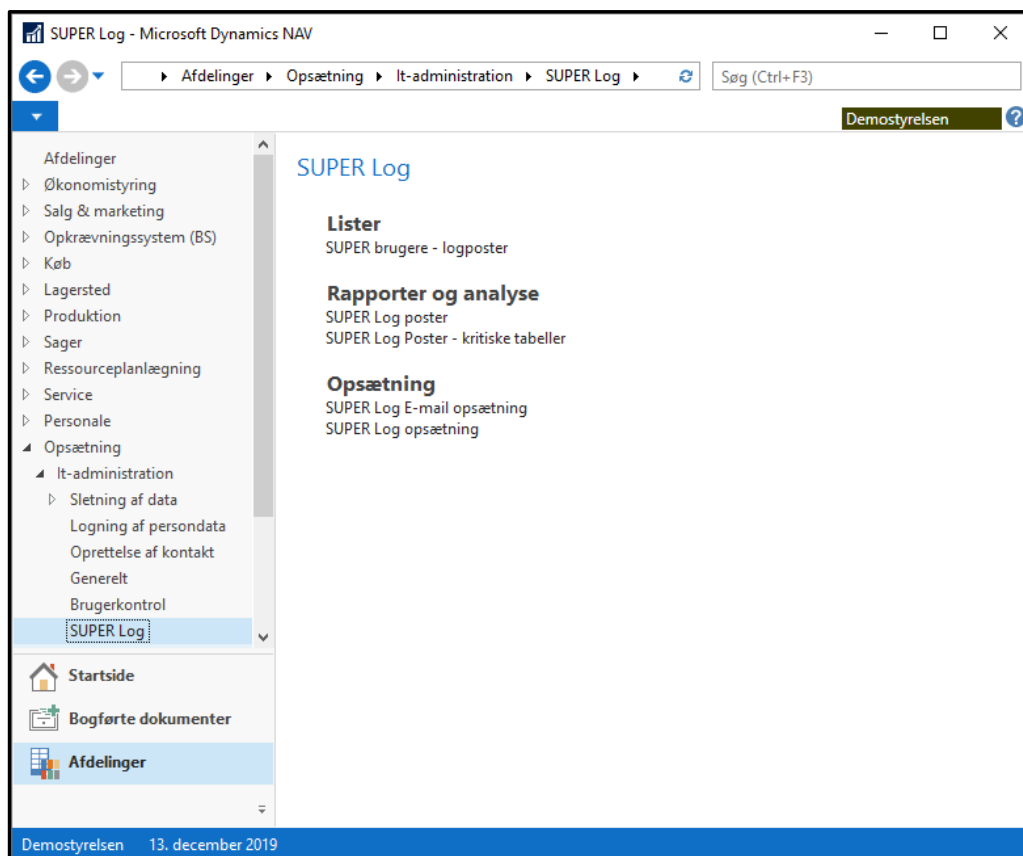 SUPER Log - Microsoft Dynamics NAV
Afdelinger Opsætning It-administration SUPER Log
Søg (Ctrl+F3)
Demostyrelsen
Afdelinger
Økonomistyring
Salg & marketing
Opkrævningssystem (BS)
Køb
Lagersted
Produktion
Sager
Ressourceplanlægning
Service
Personale
Opsætning
It-administration
Sletning af data
Logning af persondata
Oprettelse af kontakt
Generelt
Brugerkontrol
SUPER Log
Startside
Bogførte dokumenter
Afdelinger
SUPER Log
Lister
SUPER brugere - logposter
Rapporter og analyse
SUPER Log poster
SUPER Log Poster - kritiske tabeller
Opsætning
SUPER Log E-mail opsætning
SUPER Log opsætning
Demostyrelsen 13. december 2019